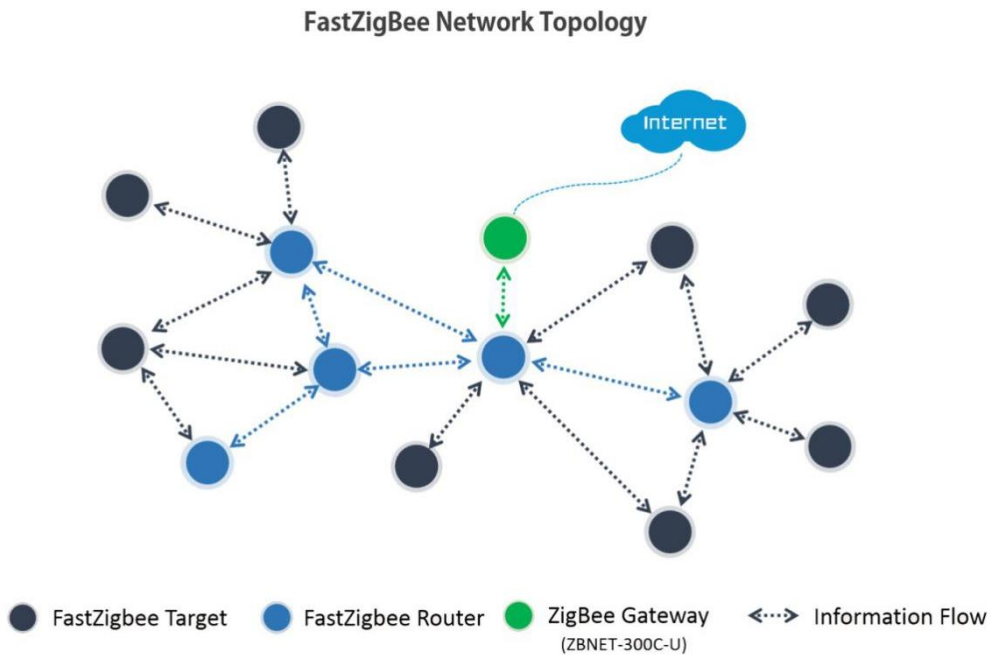 FastZigBee Network Topology
Internet
FastZigbee Target
FastZigbee Router
ZigBee Gateway
(ZBNET-300C-U)
Information Flow